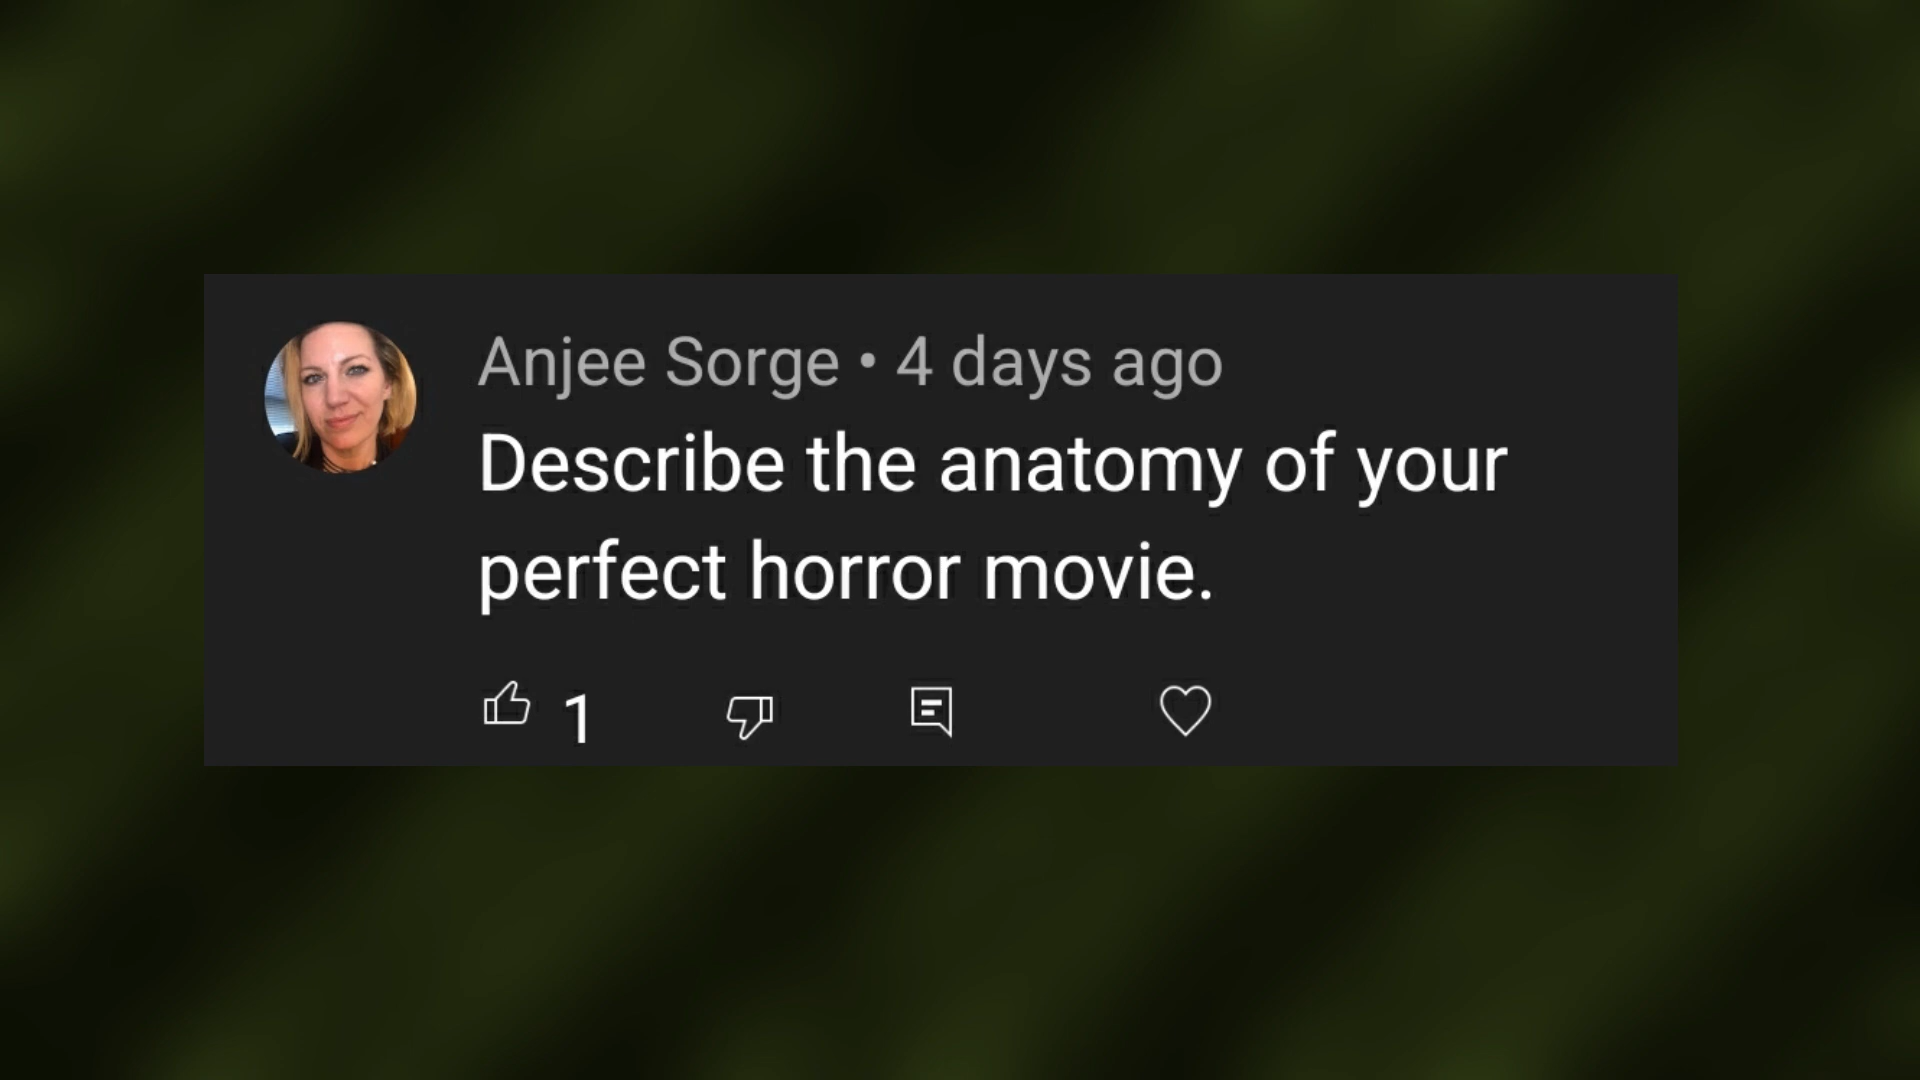 Anjee Sorge • 4 days ago
Describe the anatomy of your
perfect horror movie.
1